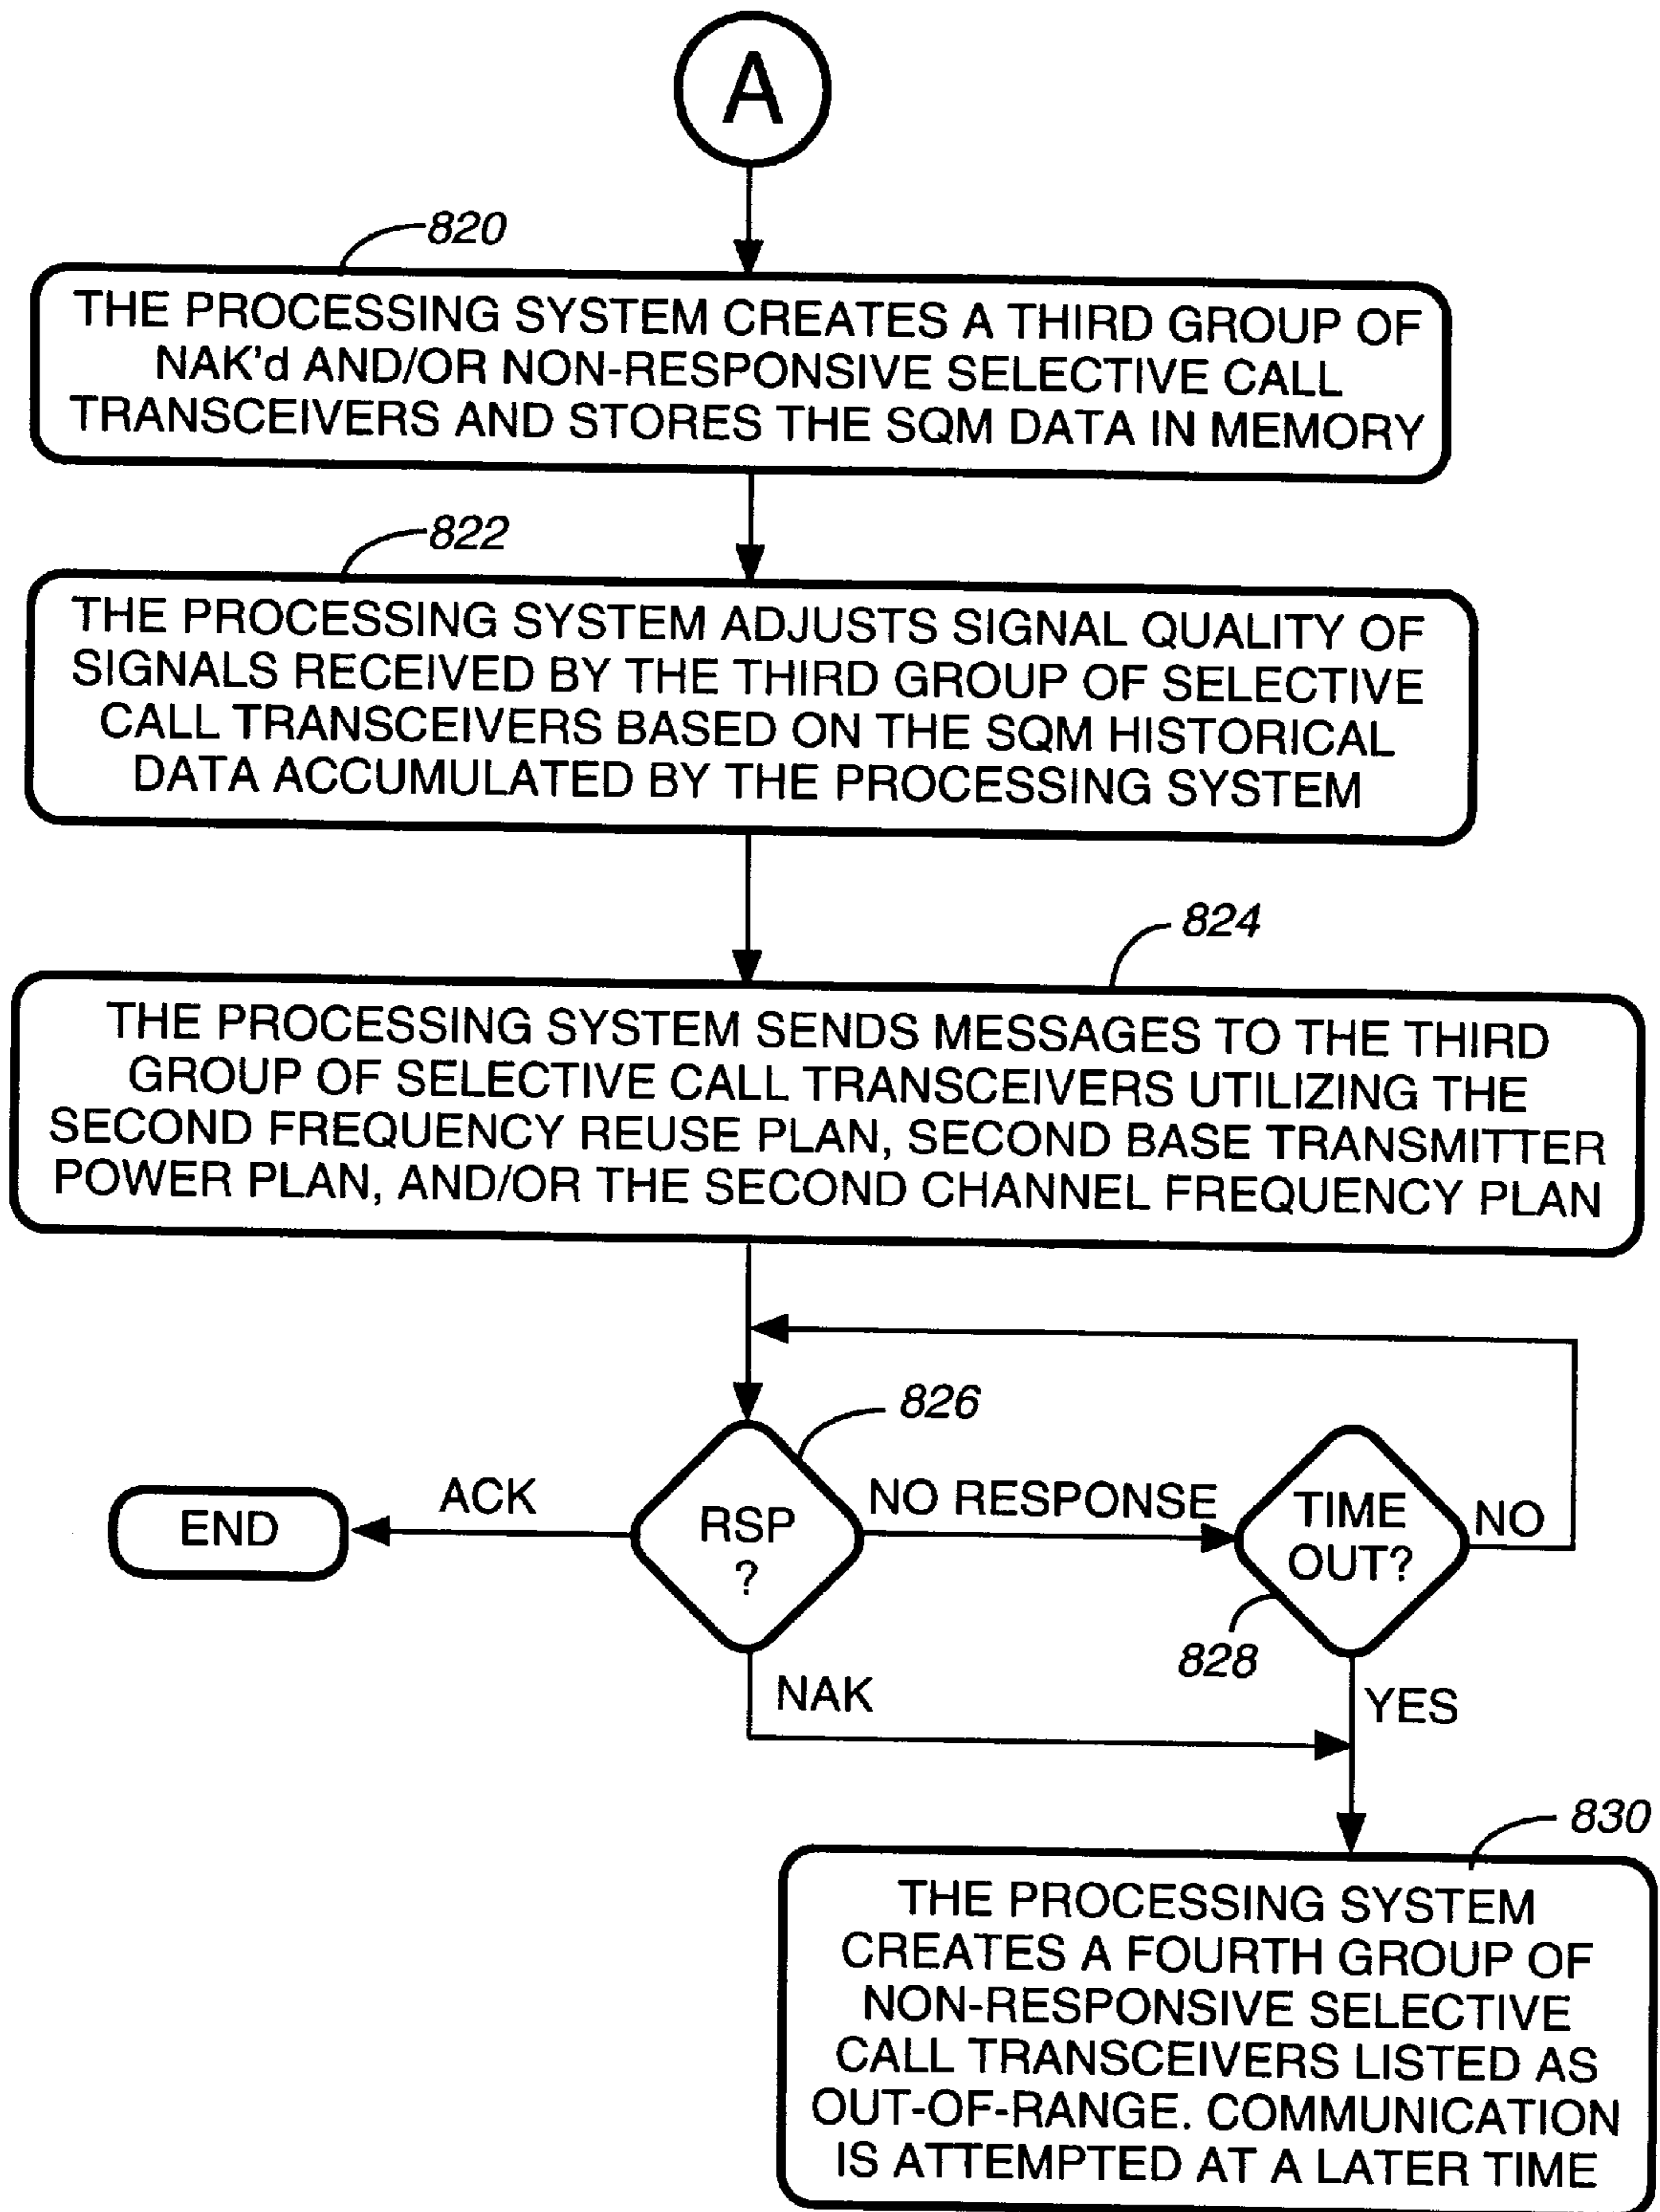 A
820
THE PROCESSING SYSTEM CREATES A THIRD GROUP OF
NAK'd AND/OR NON-RESPONSIVE SELECTIVE CALL
TRANSCEIVERS AND STORES THE SQM DATA IN MEMORY
822
THE PROCESSING SYSTEM ADJUSTS SIGNAL QUALITY OF
SIGNALS RECEIVED BY THE THIRD GROUP OF SELECTIVE
CALL TRANSCEIVERS BASED ON THE SQM HISTORICAL
DATA ACCUMULATED BY THE PROCESSING SYSTEM
824
THE PROCESSING SYSTEM SENDS MESSAGES TO THE THIRD
GROUP OF SELECTIVE CALL TRANSCEIVERS UTILIZING THE
SECOND FREQUENCY REUSE PLAN, SECOND BASE TRANSMITTER
POWER PLAN, AND/OR THE SECOND CHANNEL FREQUENCY PLAN
826
END
ACK
RSP
?
NO RESPONSE
TIME
OUT?
NO
828
NAK
YES
830
THE PROCESSING SYSTEM
CREATES A FOURTH GROUP OF
NON-RESPONSIVE SELECTIVE
CALL TRANSCEIVERS LISTED AS
OUT-OF-RANGE. COMMUNICATION
IS ATTEMPTED AT A LATER TIME